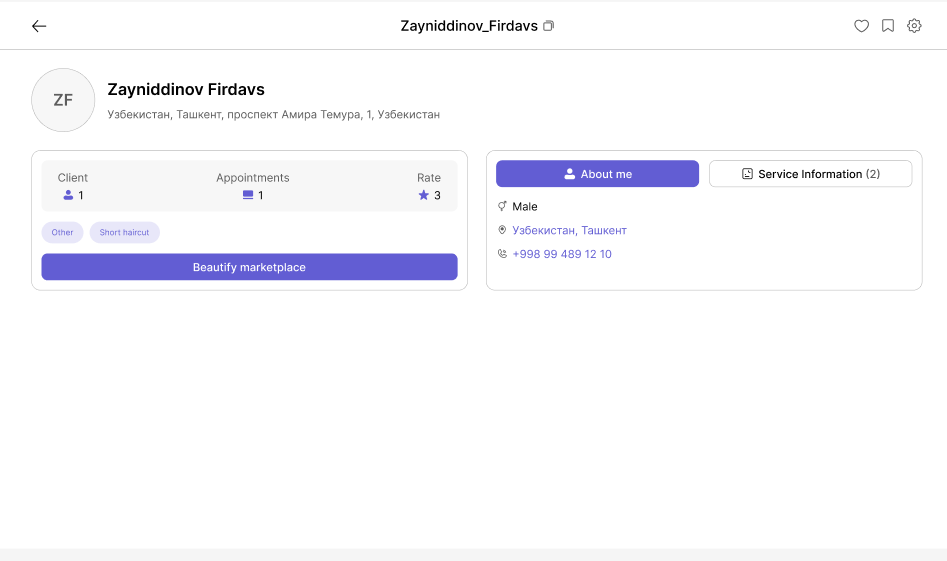 Zayniddinov_Firdavs
ZF
Zayniddinov Firdavs
Узбекистан, Ташкент, проспект Амира Темура, 1, Узбекистан
Client Appointments Rate
1 1 3
Other Short haircut
Beautify marketplace
About me Service Information (2)
Male
Узбекистан, Ташкент
+998 99 489 12 10